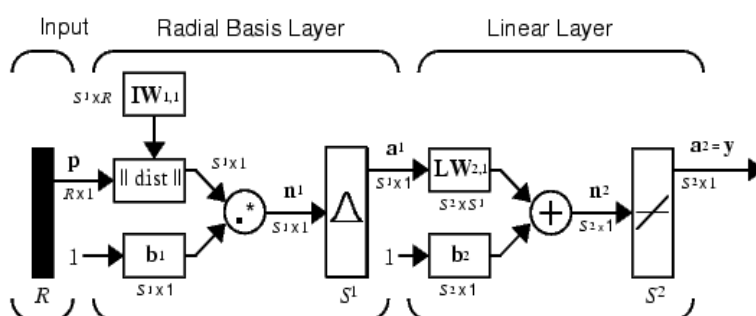 Input Radial Basis Layer Linear Layer
S¹xR IW₁,₁
p
Rx1
|| dist ||
S¹x1
.*
n¹
S¹x1
1 b₁
S¹x1
a¹
S¹x1
LW₂,₁
S²xS¹
+
n²
S²x1
1 b₂
S²x1
a² = y
S²x1
R S¹ S²